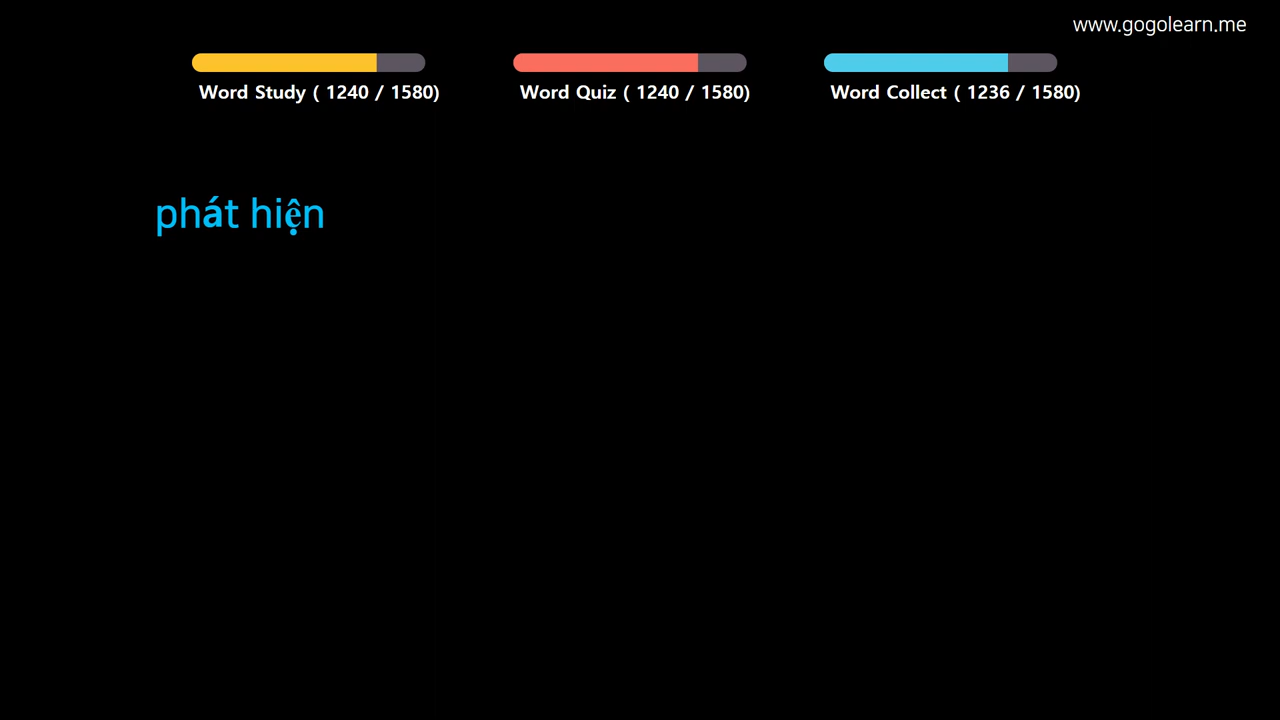 www.gogolearn.me
Word Study ( 1240 / 1580)
Word Quiz ( 1240 / 1580)
Word Collect ( 1236 / 1580)
phát hiện